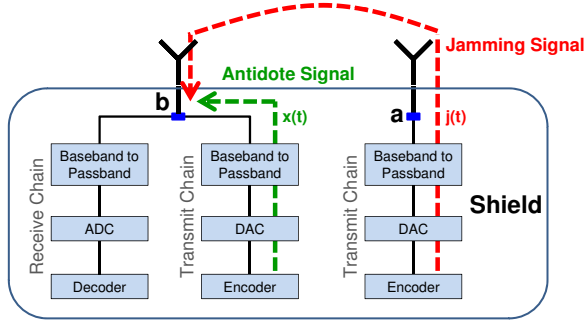 Jamming Signal
Antidote Signal
b
x(t)
a
j(t)
Receive Chain
Baseband to
Passband
Transmit Chain
Baseband to
Passband
Transmit Chain
Baseband to
Passband
Shield
ADC
DAC
DAC
Decoder
Encoder
Encoder